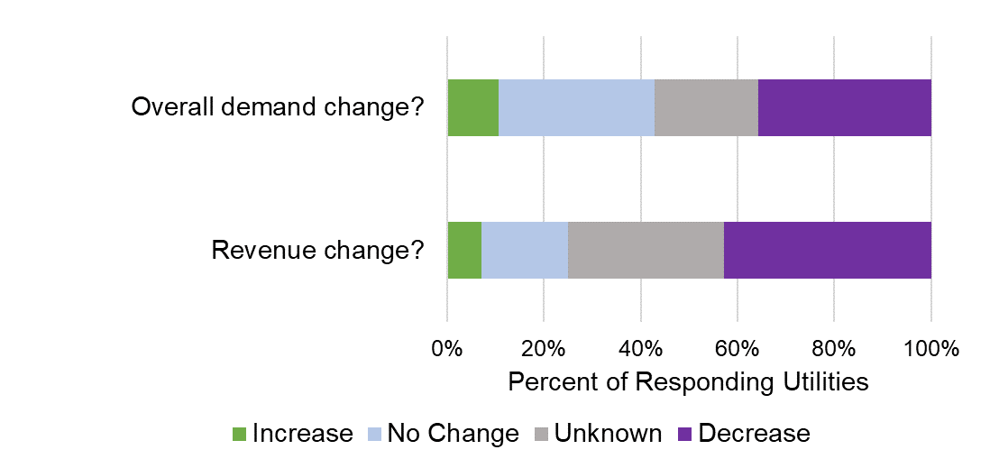 Overall demand change?
Revenue change?
0% 20% 40% 60% 80% 100%
Percent of Responding Utilities
Increase No Change Unknown Decrease